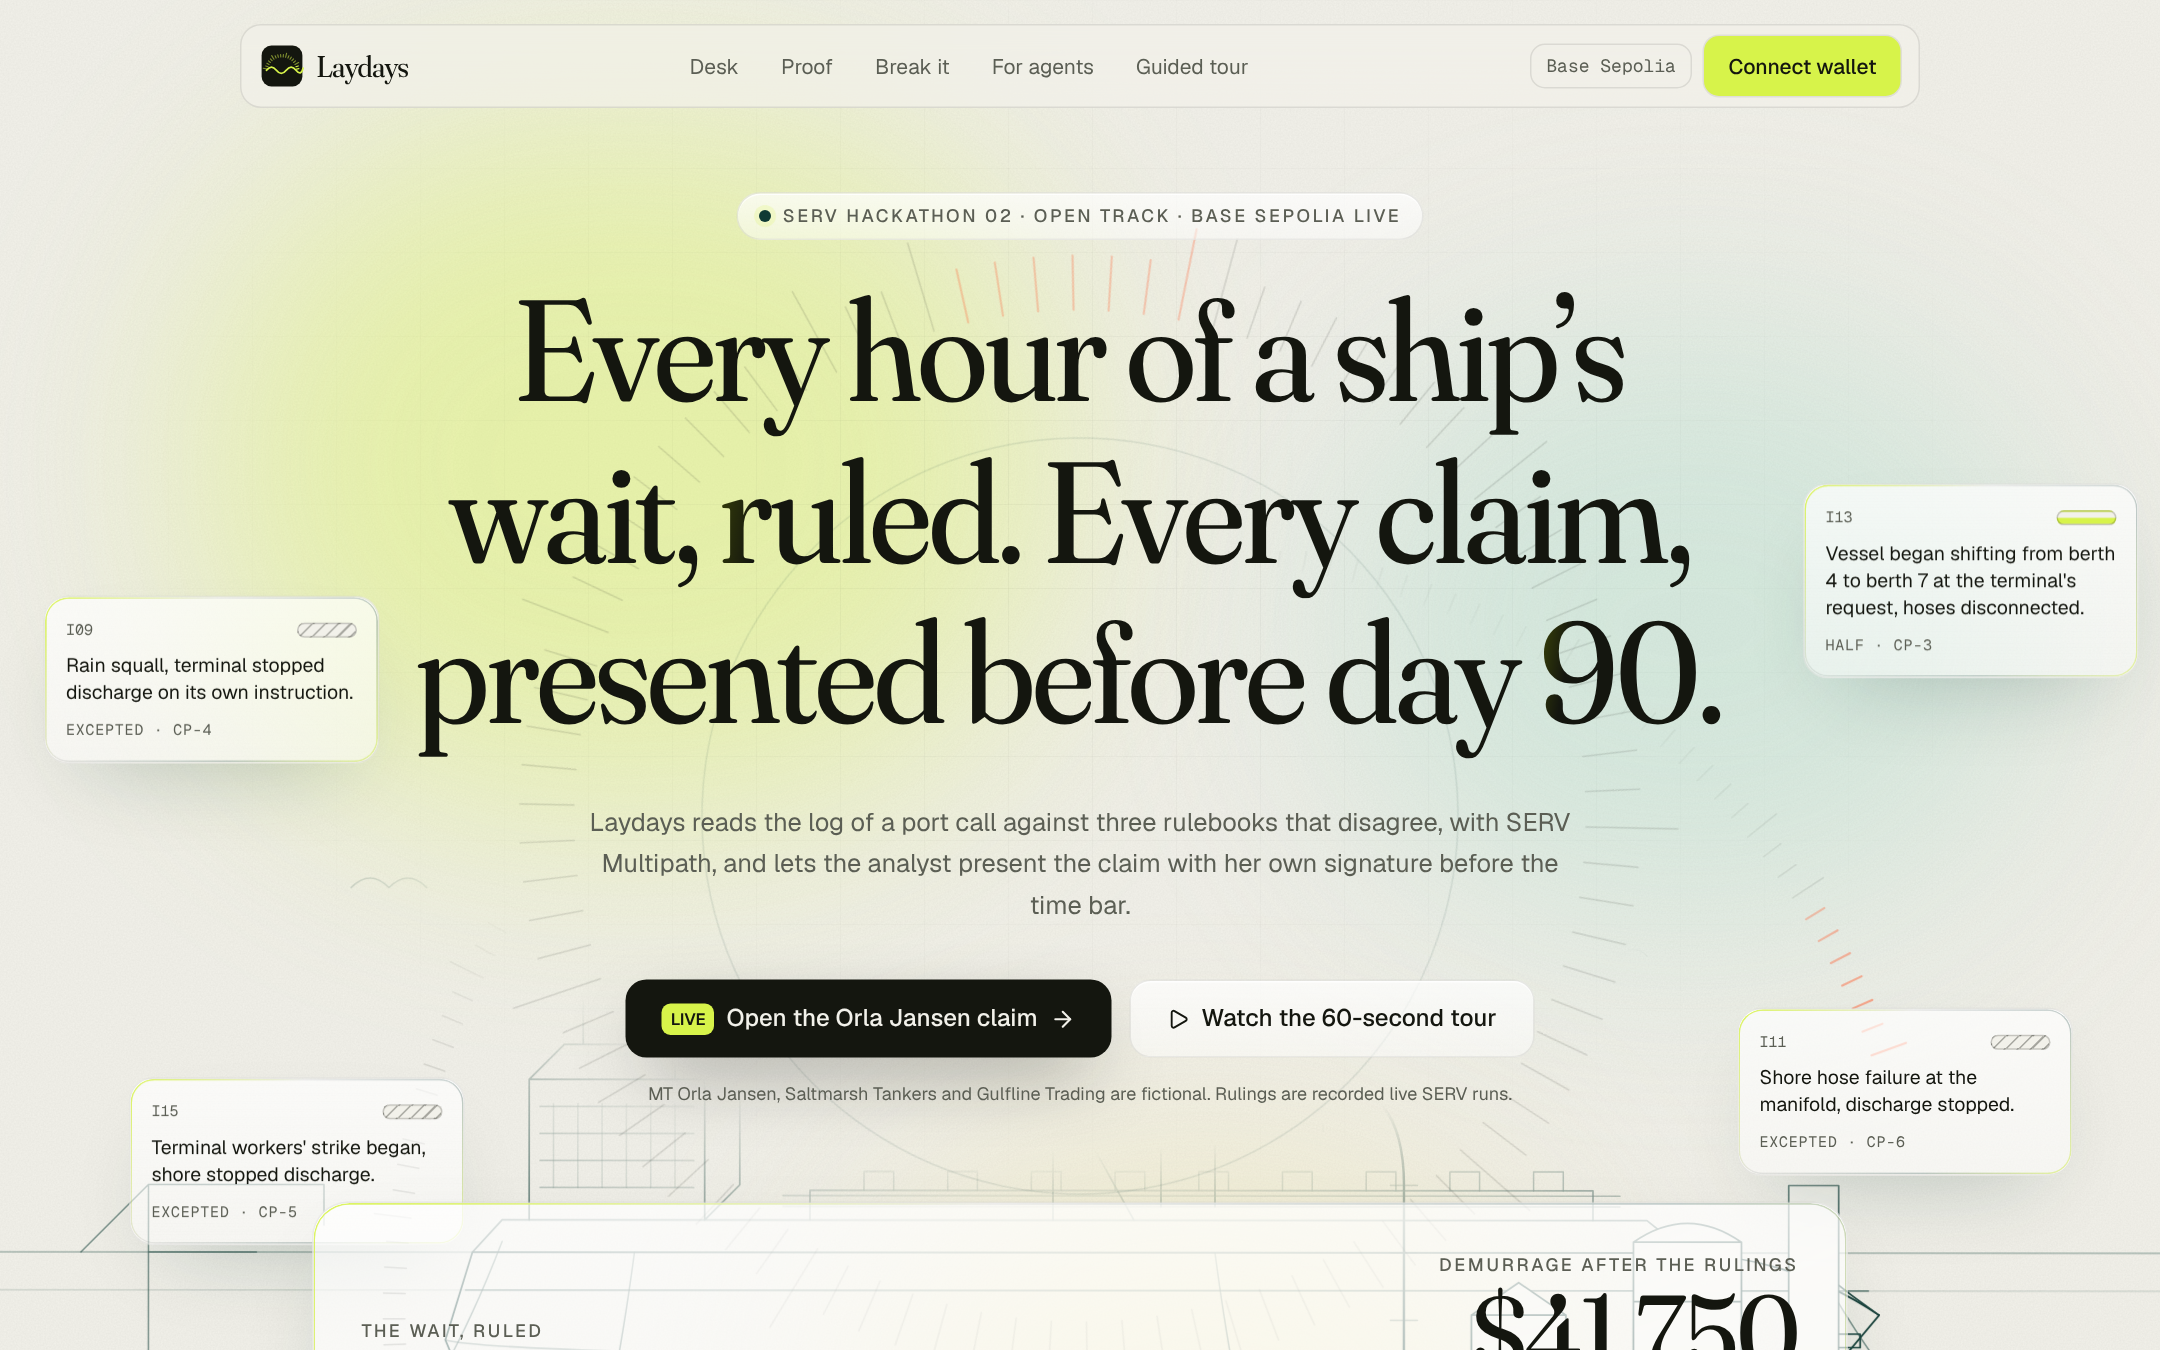 Laydays
Desk
Proof
Break it
For agents
Guided tour
Base Sepolia
Connect wallet
SERV HACKATHON 02 · OPEN TRACK · BASE SEPOLIA LIVE
Every hour of a ship’s
wait, ruled. Every claim,
presented before day 90.
I13
Vessel began shifting from berth
4 to berth 7 at the terminal's
request, hoses disconnected.
HALF · CP-3
I09
Rain squall, terminal stopped
discharge on its own instruction.
EXCEPTED · CP-4
Laydays reads the log of a port call against three rulebooks that disagree, with SERV
Multipath, and lets the analyst present the claim with her own signature before the
time bar.
LIVE Open the Orla Jansen claim →
Watch the 60-second tour
MT Orla Jansen, Saltmarsh Tankers and Gulfline Trading are fictional. Rulings are recorded live SERV runs.
I11
Shore hose failure at the
manifold, discharge stopped.
EXCEPTED · CP-6
I15
Terminal workers' strike began,
shore stopped discharge.
EXCEPTED · CP-5
DEMURRAGE AFTER THE RULINGS
$41,750
THE WAIT, RULED